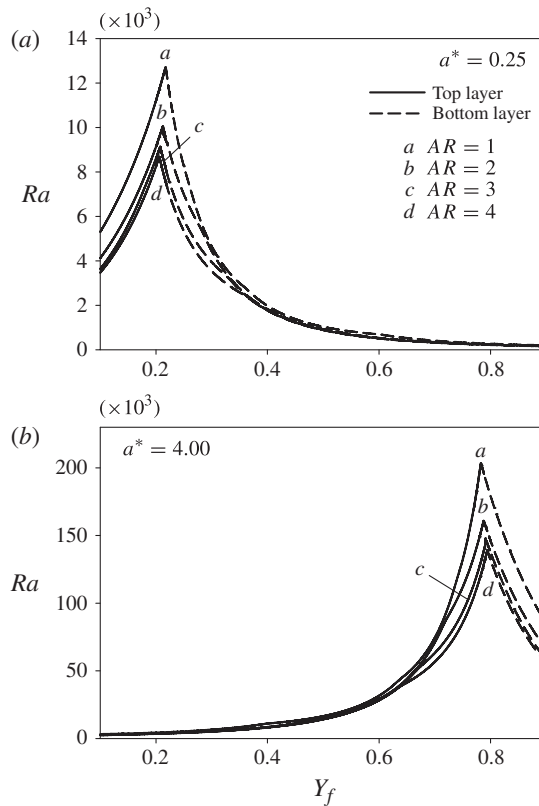 (×10³)
(a)
14
a
a* = 0.25
12
Top layer
Bottom layer
10
b
c
a AR = 1
8
b AR = 2
Ra
c AR = 3
6
d
d AR = 4
4
2
0
0.2 0.4 0.6 0.8
(×10³)
(b)
a* = 4.00
a
200
b
150
Ra
c
100
d
50
0
0.2 0.4 0.6 0.8
Y_f